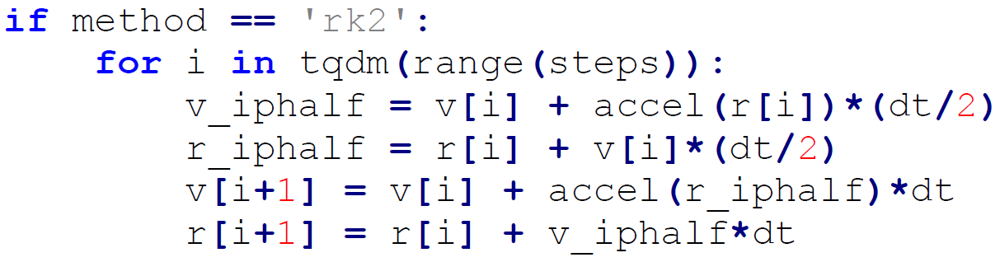 if method == 'rk2':
    for i in tqdm(range(steps)):
        v_iphalf = v[i] + accel(r[i])*(dt/2)
        r_iphalf = r[i] + v[i]*(dt/2)
        v[i+1] = v[i] + accel(r_iphalf)*dt
        r[i+1] = r[i] + v_iphalf*dt